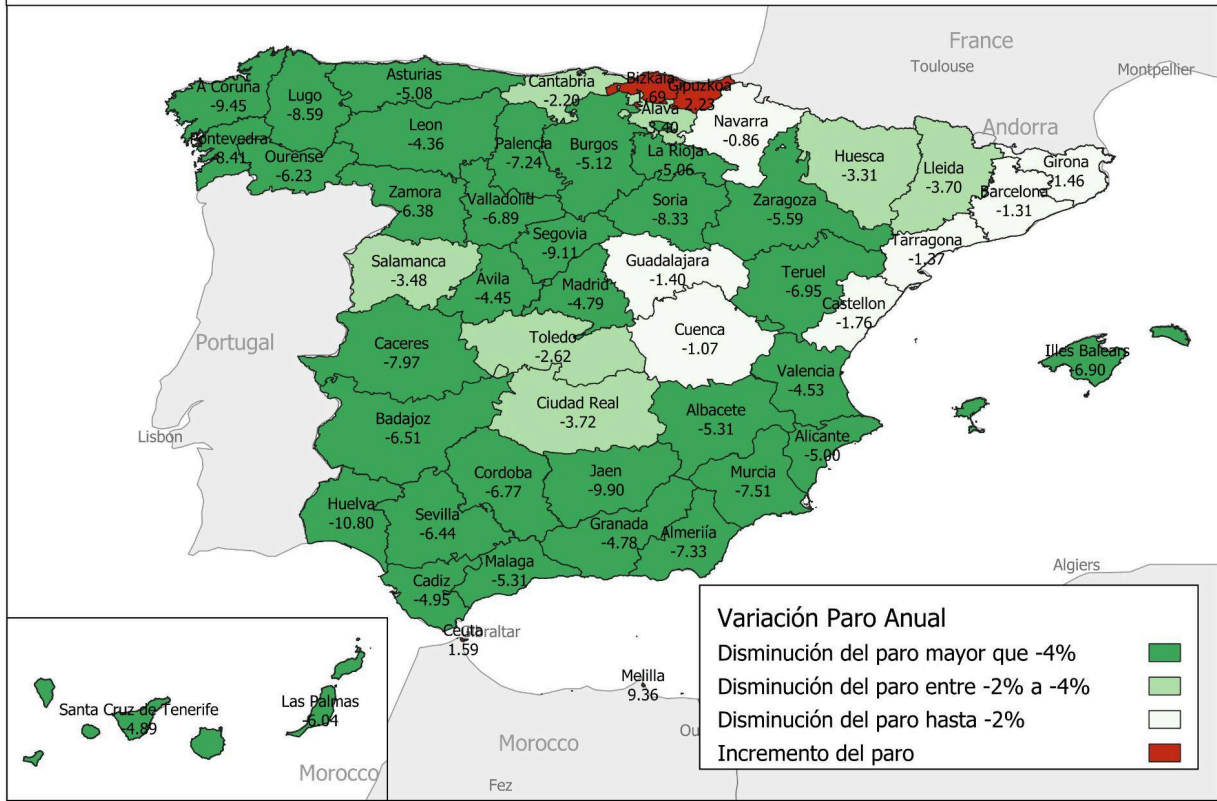 France
Toulouse
Montpellier
Andorra
A Coruña
-9.45
Lugo
-8.59
Asturias
-5.08
Cantabria
-2.20
Bizkaia
Gipuzkoa
2.23
Alava
Navarra
-0.86
Pontevedra
-8.41
Ourense
-6.23
Leon
-4.36
Palencia
-7.24
Burgos
-5.12
La Rioja
-5.06
Huesca
-3.31
Lleida
-3.70
Girona
-1.46
Barcelona
-1.31
Zamora
-6.38
Valladolid
-6.89
Soria
-8.33
Zaragoza
-5.59
Segovia
-9.11
Tarragona
-1.37
Salamanca
-3.48
Ávila
-4.45
Madrid
-4.79
Guadalajara
-1.40
Teruel
-6.95
Castellon
-1.76
Portugal
Caceres
-7.97
Toledo
-2.62
Cuenca
-1.07
Valencia
-4.53
Illes Balears
-6.90
Lisbon
Badajoz
-6.51
Ciudad Real
-3.72
Albacete
-5.31
Alicante
-5.00
Huelva
-10.80
Sevilla
-6.44
Cordoba
-6.77
Jaen
-9.90
Murcia
-7.51
Granada
-4.78
Almeriía
-7.33
Malaga
-5.31
Cadiz
-4.95
Algiers
Ceuta
1.59
Gibraltar
Melilla
9.36
Morocco
Fez
Ou
Santa Cruz de Tenerife
-4.89
Las Palmas
-6.04
Morocco
Variación Paro Anual
Disminución del paro mayor que -4%
Disminución del paro entre -2% a -4%
Disminución del paro hasta -2%
Incremento del paro